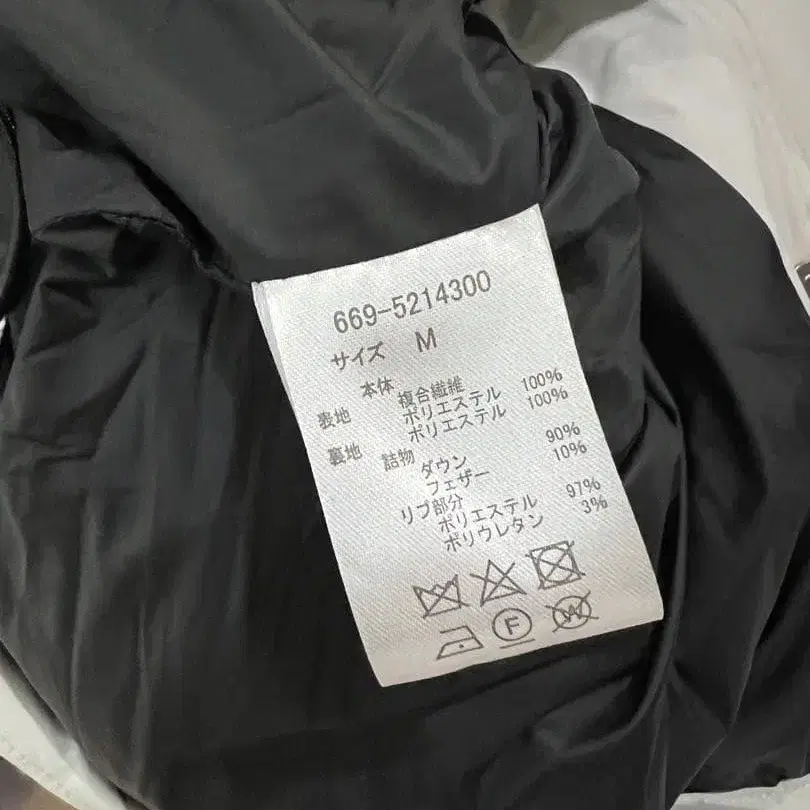 669-5214300
サイズ M
本体
表地 複合繊維
ポリエステル 100%
裏地 ポリエステル 100%
詰物
ダウン 90%
フェザー 10%
リブ部分
ポリエステル 97%
ポリウレタン 3%
F
W